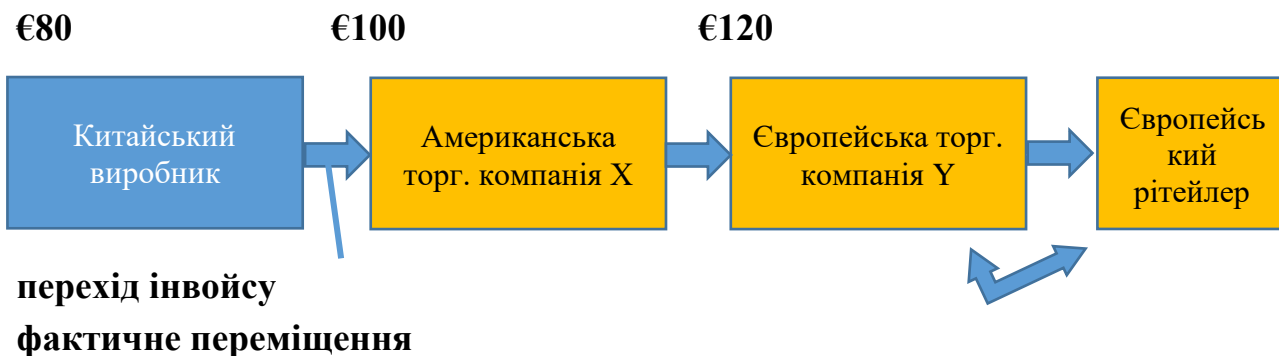 €80 €100 €120
Китайський
виробник
Американська
торг. компанія X
Європейська торг.
компанія Y
Європейсь
кий
рітейлер
перехід інвойсу
фактичне переміщення